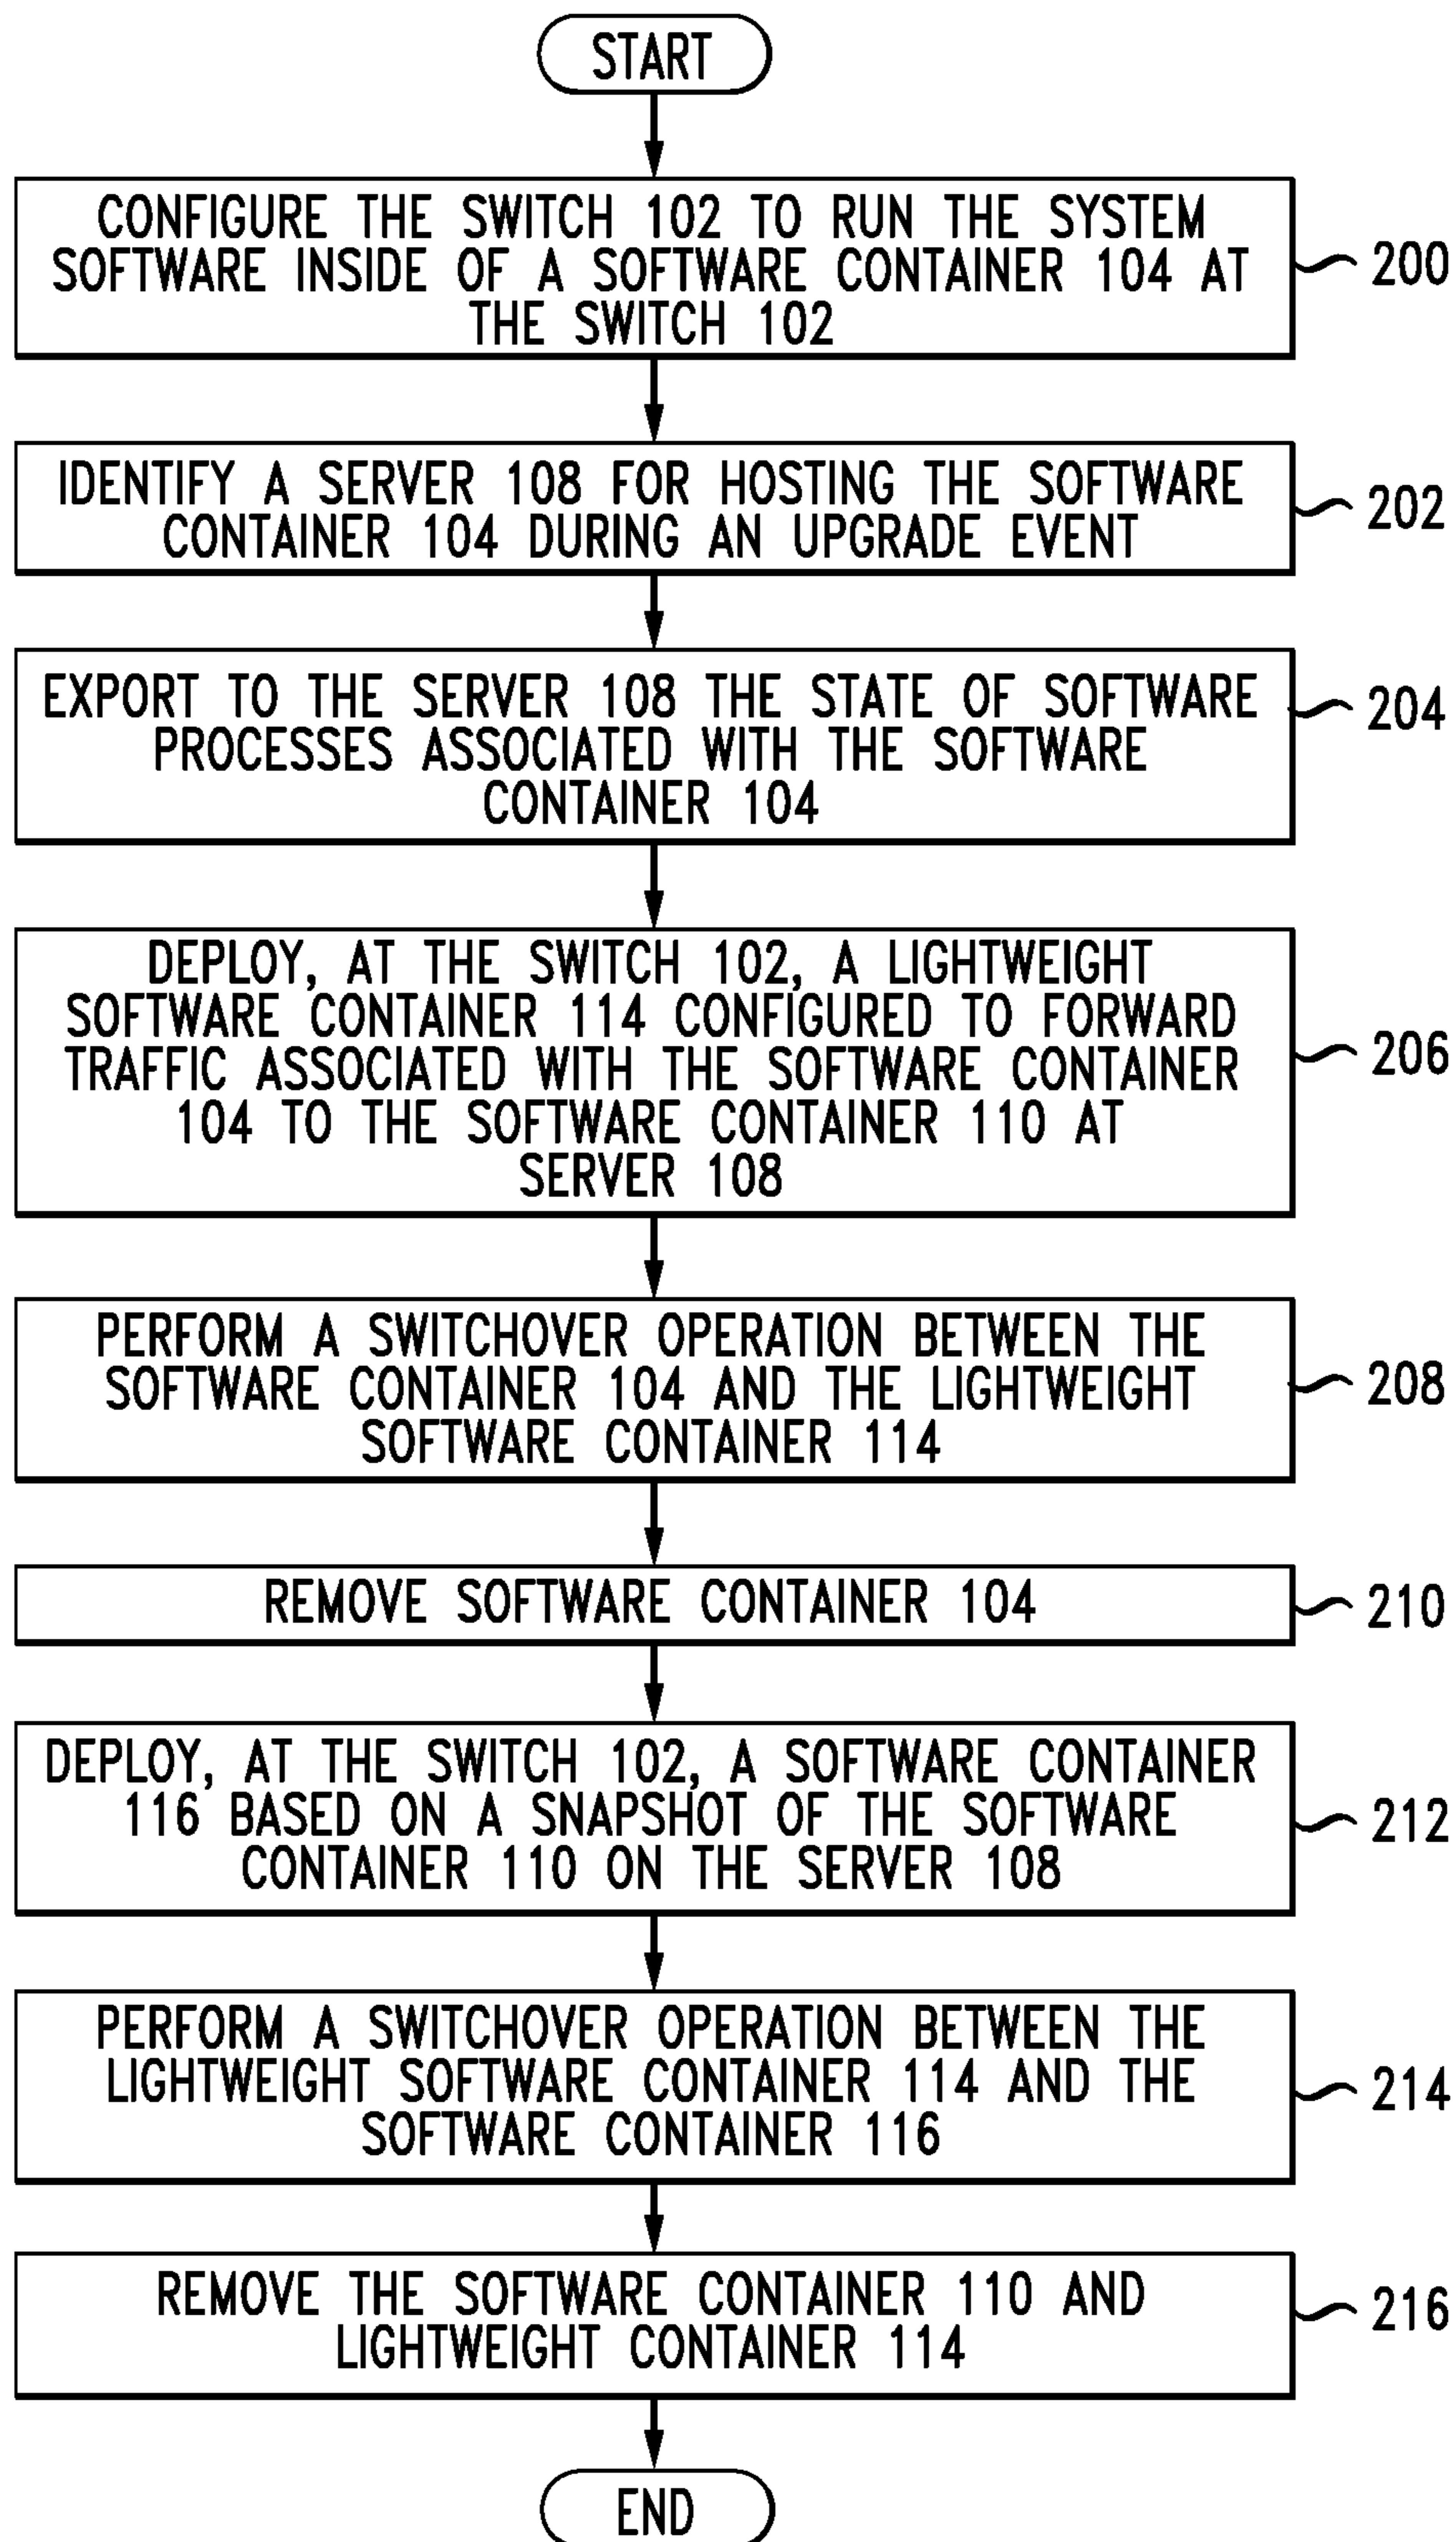 START
CONFIGURE THE SWITCH 102 TO RUN THE SYSTEM
SOFTWARE INSIDE OF A SOFTWARE CONTAINER 104 AT
THE SWITCH 102
200
IDENTIFY A SERVER 108 FOR HOSTING THE SOFTWARE
CONTAINER 104 DURING AN UPGRADE EVENT
202
EXPORT TO THE SERVER 108 THE STATE OF SOFTWARE
PROCESSES ASSOCIATED WITH THE SOFTWARE
CONTAINER 104
204
DEPLOY, AT THE SWITCH 102, A LIGHTWEIGHT
SOFTWARE CONTAINER 114 CONFIGURED TO FORWARD
TRAFFIC ASSOCIATED WITH THE SOFTWARE CONTAINER
104 TO THE SOFTWARE CONTAINER 110 AT
SERVER 108
206
PERFORM A SWITCHOVER OPERATION BETWEEN THE
SOFTWARE CONTAINER 104 AND THE LIGHTWEIGHT
SOFTWARE CONTAINER 114
208
REMOVE SOFTWARE CONTAINER 104
210
DEPLOY, AT THE SWITCH 102, A SOFTWARE CONTAINER
116 BASED ON A SNAPSHOT OF THE SOFTWARE
CONTAINER 110 ON THE SERVER 108
212
PERFORM A SWITCHOVER OPERATION BETWEEN THE
LIGHTWEIGHT SOFTWARE CONTAINER 114 AND THE
SOFTWARE CONTAINER 116
214
REMOVE THE SOFTWARE CONTAINER 110 AND
LIGHTWEIGHT CONTAINER 114
216
END